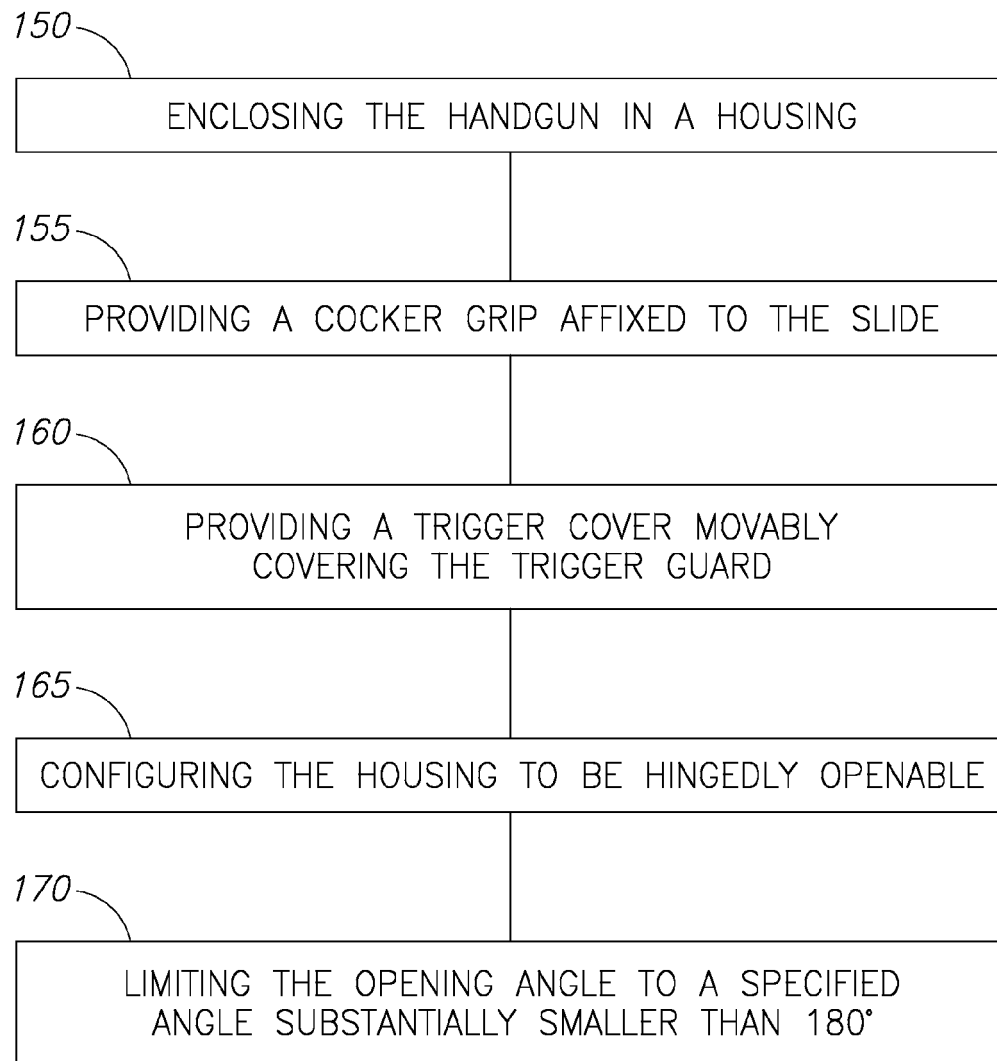 150
ENCLOSING THE HANDGUN IN A HOUSING
155
PROVIDING A COCKER GRIP AFFIXED TO THE SLIDE
160
PROVIDING A TRIGGER COVER MOVABLY
COVERING THE TRIGGER GUARD
165
CONFIGURING THE HOUSING TO BE HINGEDLY OPENABLE
170
LIMITING THE OPENING ANGLE TO A SPECIFIED
ANGLE SUBSTANTIALLY SMALLER THAN 180°